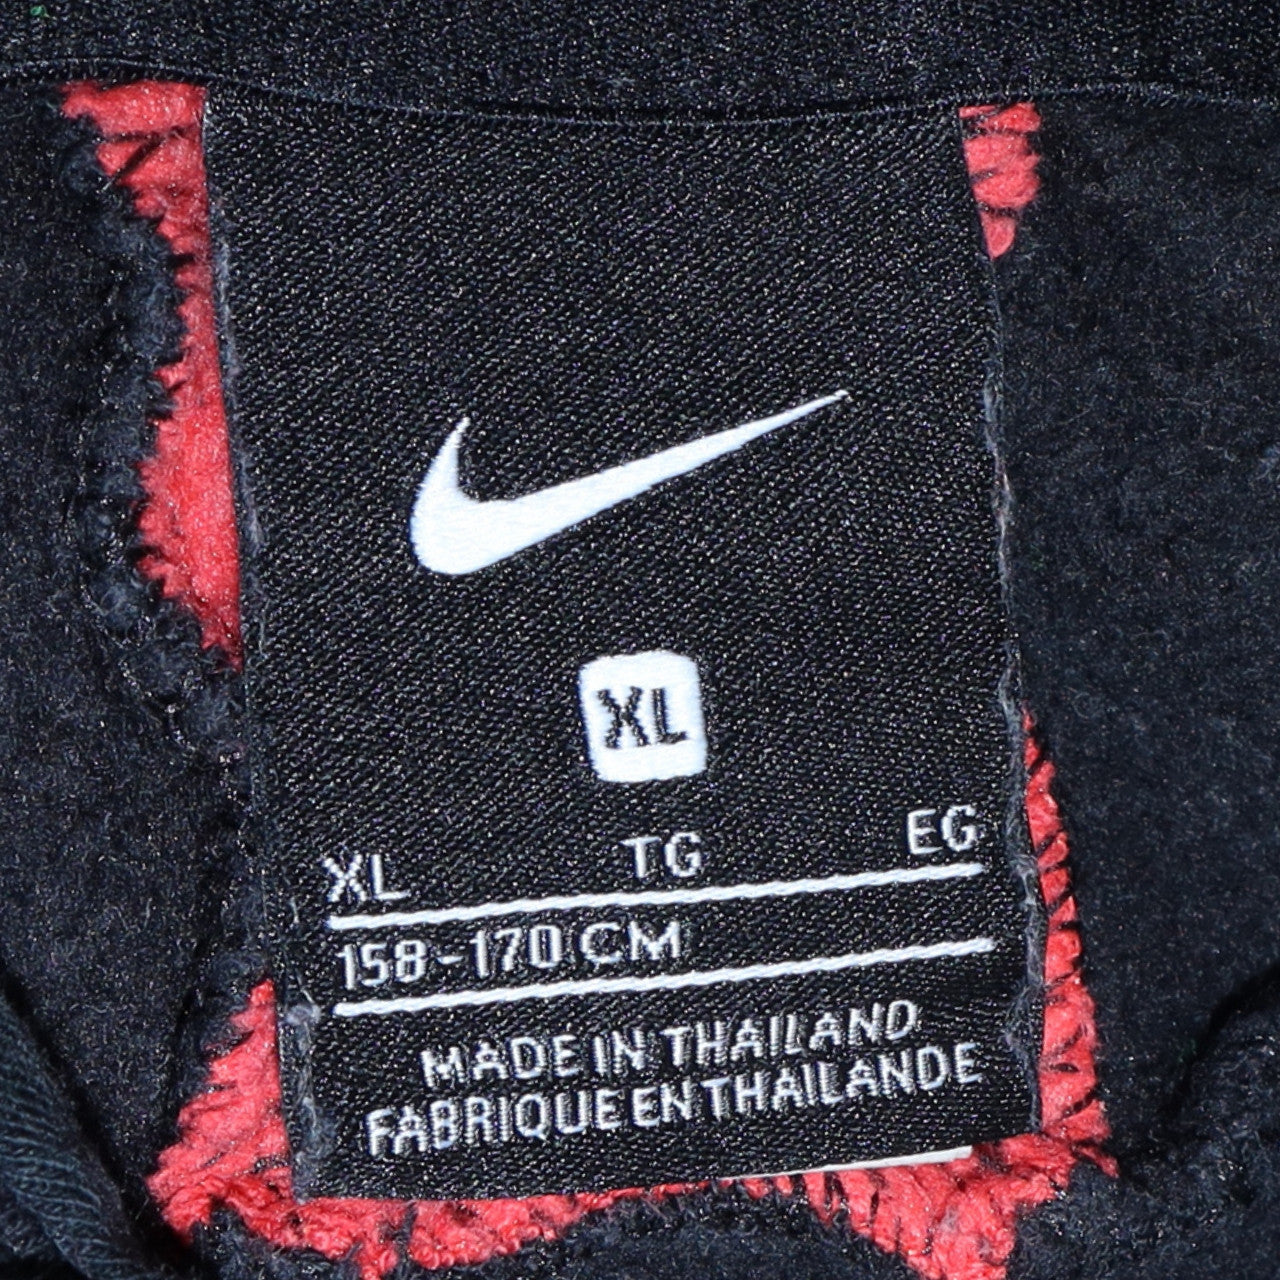 XL
XL TG EG
158-170 CM
MADE IN THAILAND
FABRIQUE EN THAILANDE